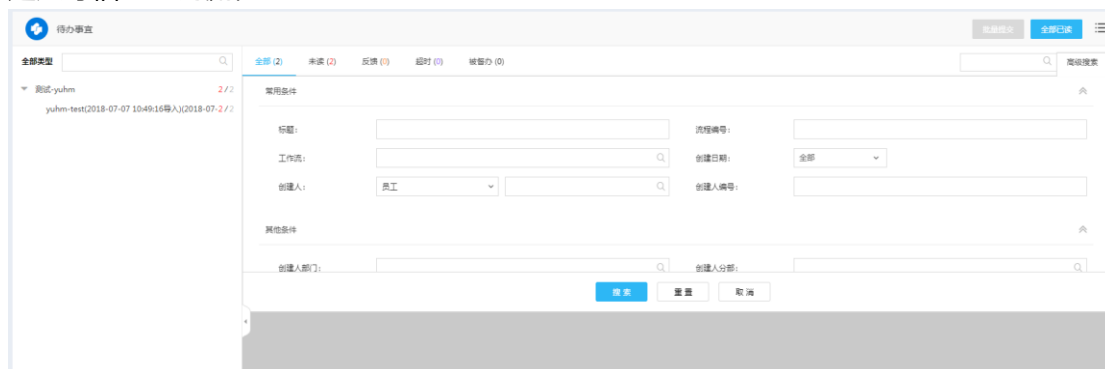 待办事宜 批量提交 全部已读
全部类型 全部 (2) 未读 (2) 反馈 (0) 超时 (0) 被督办 (0) 高级搜索
测试-yuhm 2 / 2 常用条件
yuhm-test(2018-07-07 10:49:16导入)(2018-07- 2 / 2
标题: 流程编号:
工作流: 创建日期: 全部
创建人: 员工 创建人编号:
其他条件
创建人部门: 创建人分部:
搜索 重置 取消